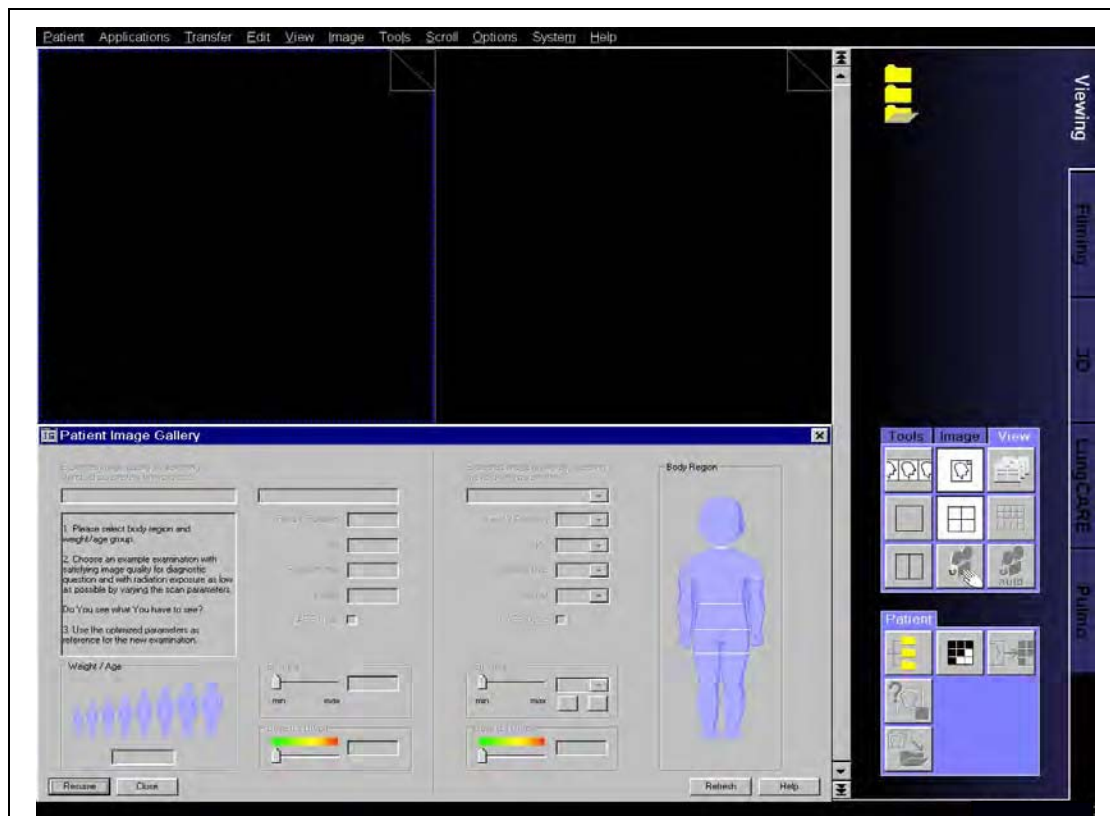 Patient Applications Transfer Edit View Image Tools Scroll Options System Help
Viewing
Filming
3D
LungCARE
Pulmo
Patient Image Gallery
Body Region
1. Please select body region and
weight/age group.
2. Choose an example examination with
satisfying image quality for diagnostic
question and with radiation exposure as low
as possible by varying the scan parameters.
Do You see what You have to see?
3. Use the optimized parameters as
reference for the new examination.
Weight / Age
min max
min max
Close
Refresh Help
Tools Image View
auto
Patient